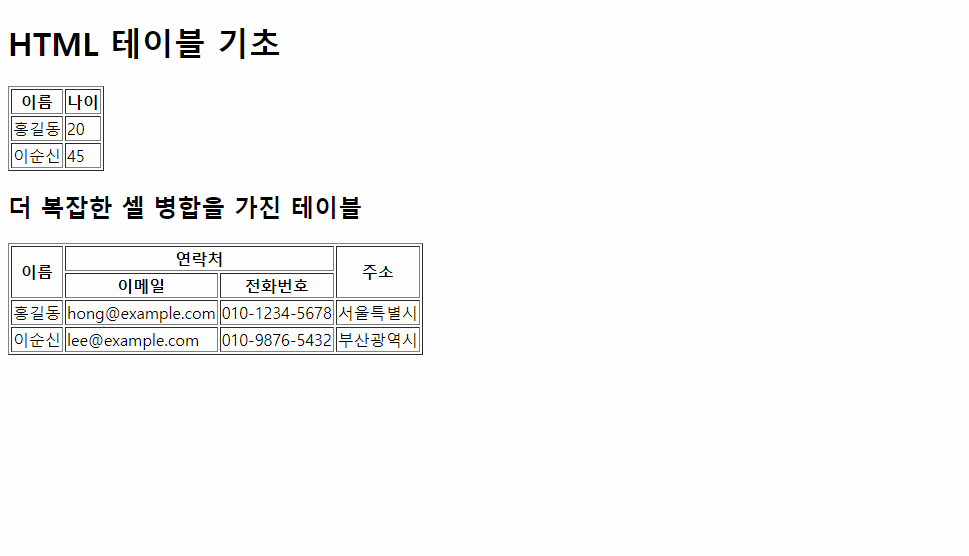 HTML 테이블 기초
이름 나이
홍길동 20
이순신 45
더 복잡한 셀 병합을 가진 테이블
이름 연락처 주소
이메일 전화번호
홍길동 hong@example.com 010-1234-5678 서울특별시
이순신 lee@example.com 010-9876-5432 부산광역시